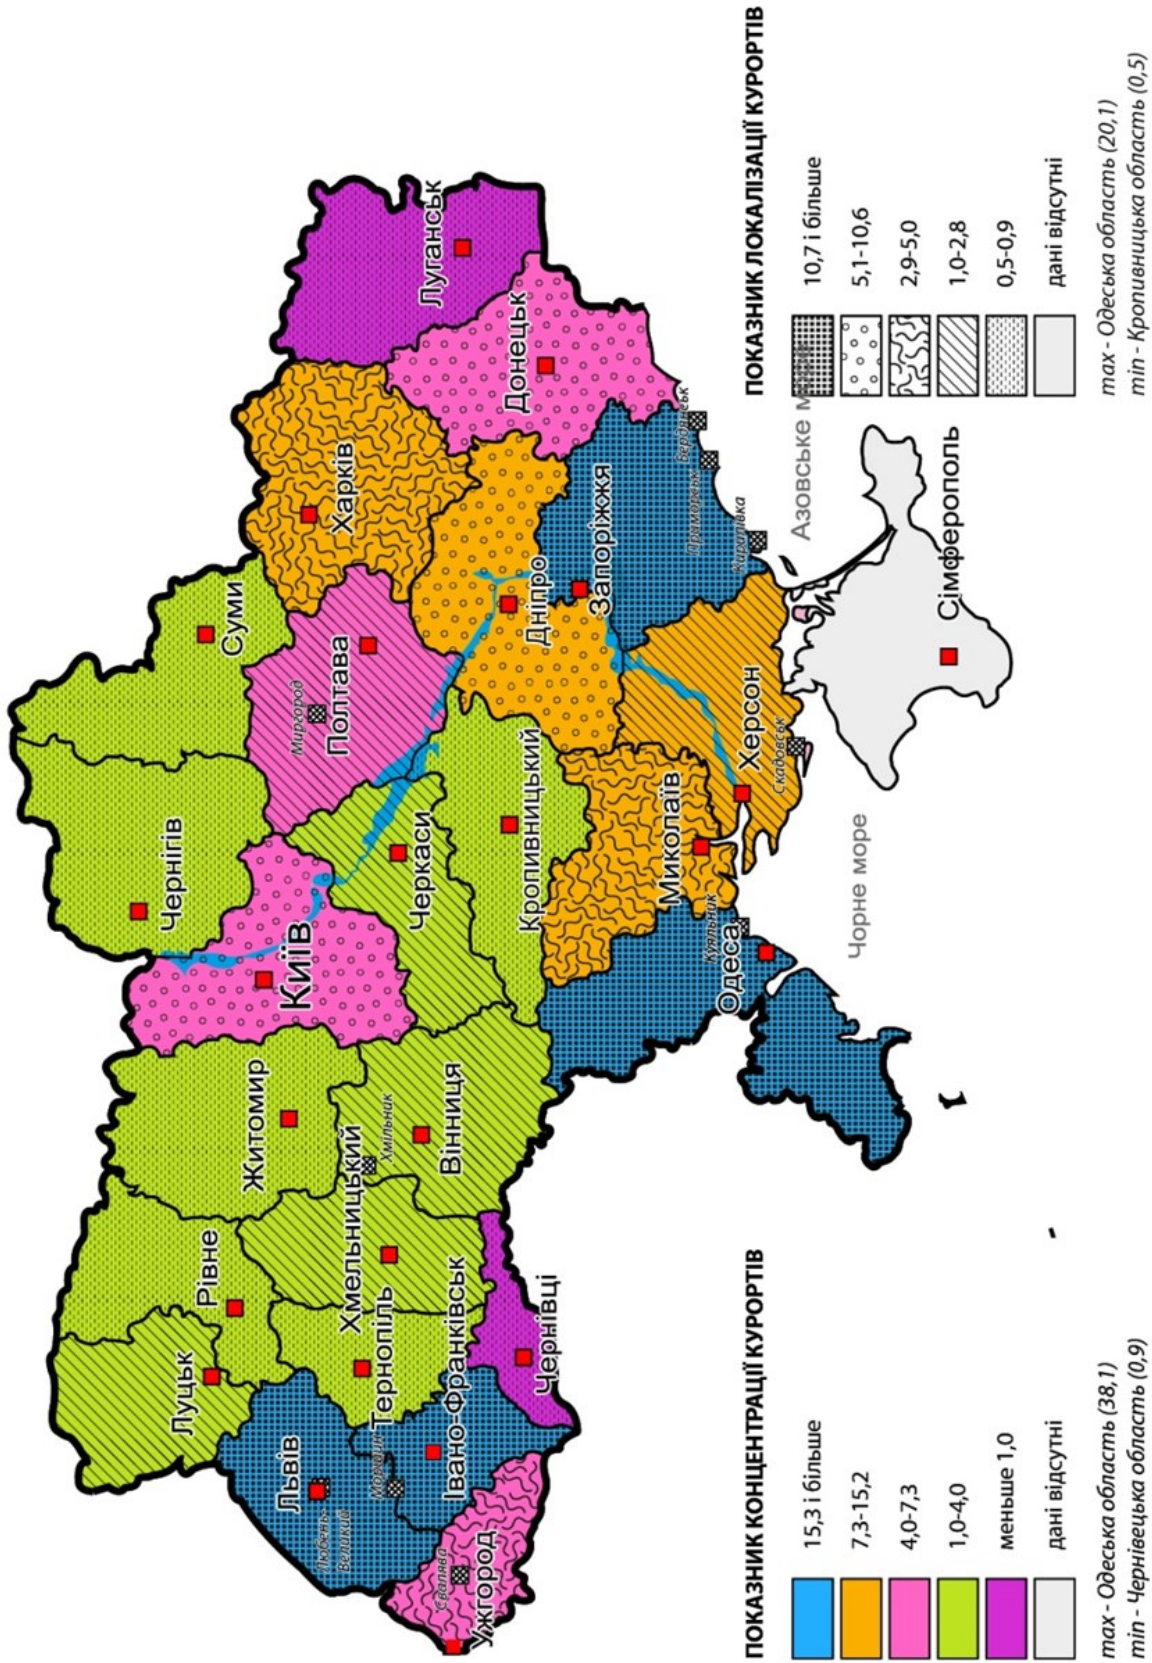 Чернігів
Суми
Луцьк
Рівне
Житомир
Київ
Харків
Миргород
Полтава
Луганськ
Львів
Любень-
Великий
Моршин
Тернопіль
Хмельницький
Хмільник
Вінниця
Черкаси
Кропивницький
Дніпро
Донецьк
Ужгород
Свалява
Івано-Франківськ
Чернівці
Запоріжжя
Миколаїв
Херсон
Скадовськ
Куяльник
Одеса
Кирилівка
Приморськ
Бердянськ
Чорне море
Азовське море
Сімферополь
ПОКАЗНИК КОНЦЕНТРАЦІЇ КУРОРТІВ
15,3 і більше
7,3-15,2
4,0-7,3
1,0-4,0
меньше 1,0
дані відсутні
max - Одеська область (38,1)
min - Чернівецька область (0,9)
ПОКАЗНИК ЛОКАЛІЗАЦІЇ КУРОРТІВ
10,7 і більше
5,1-10,6
2,9-5,0
1,0-2,8
0,5-0,9
дані відсутні
max - Одеська область (20,1)
min - Кропивницька область (0,5)